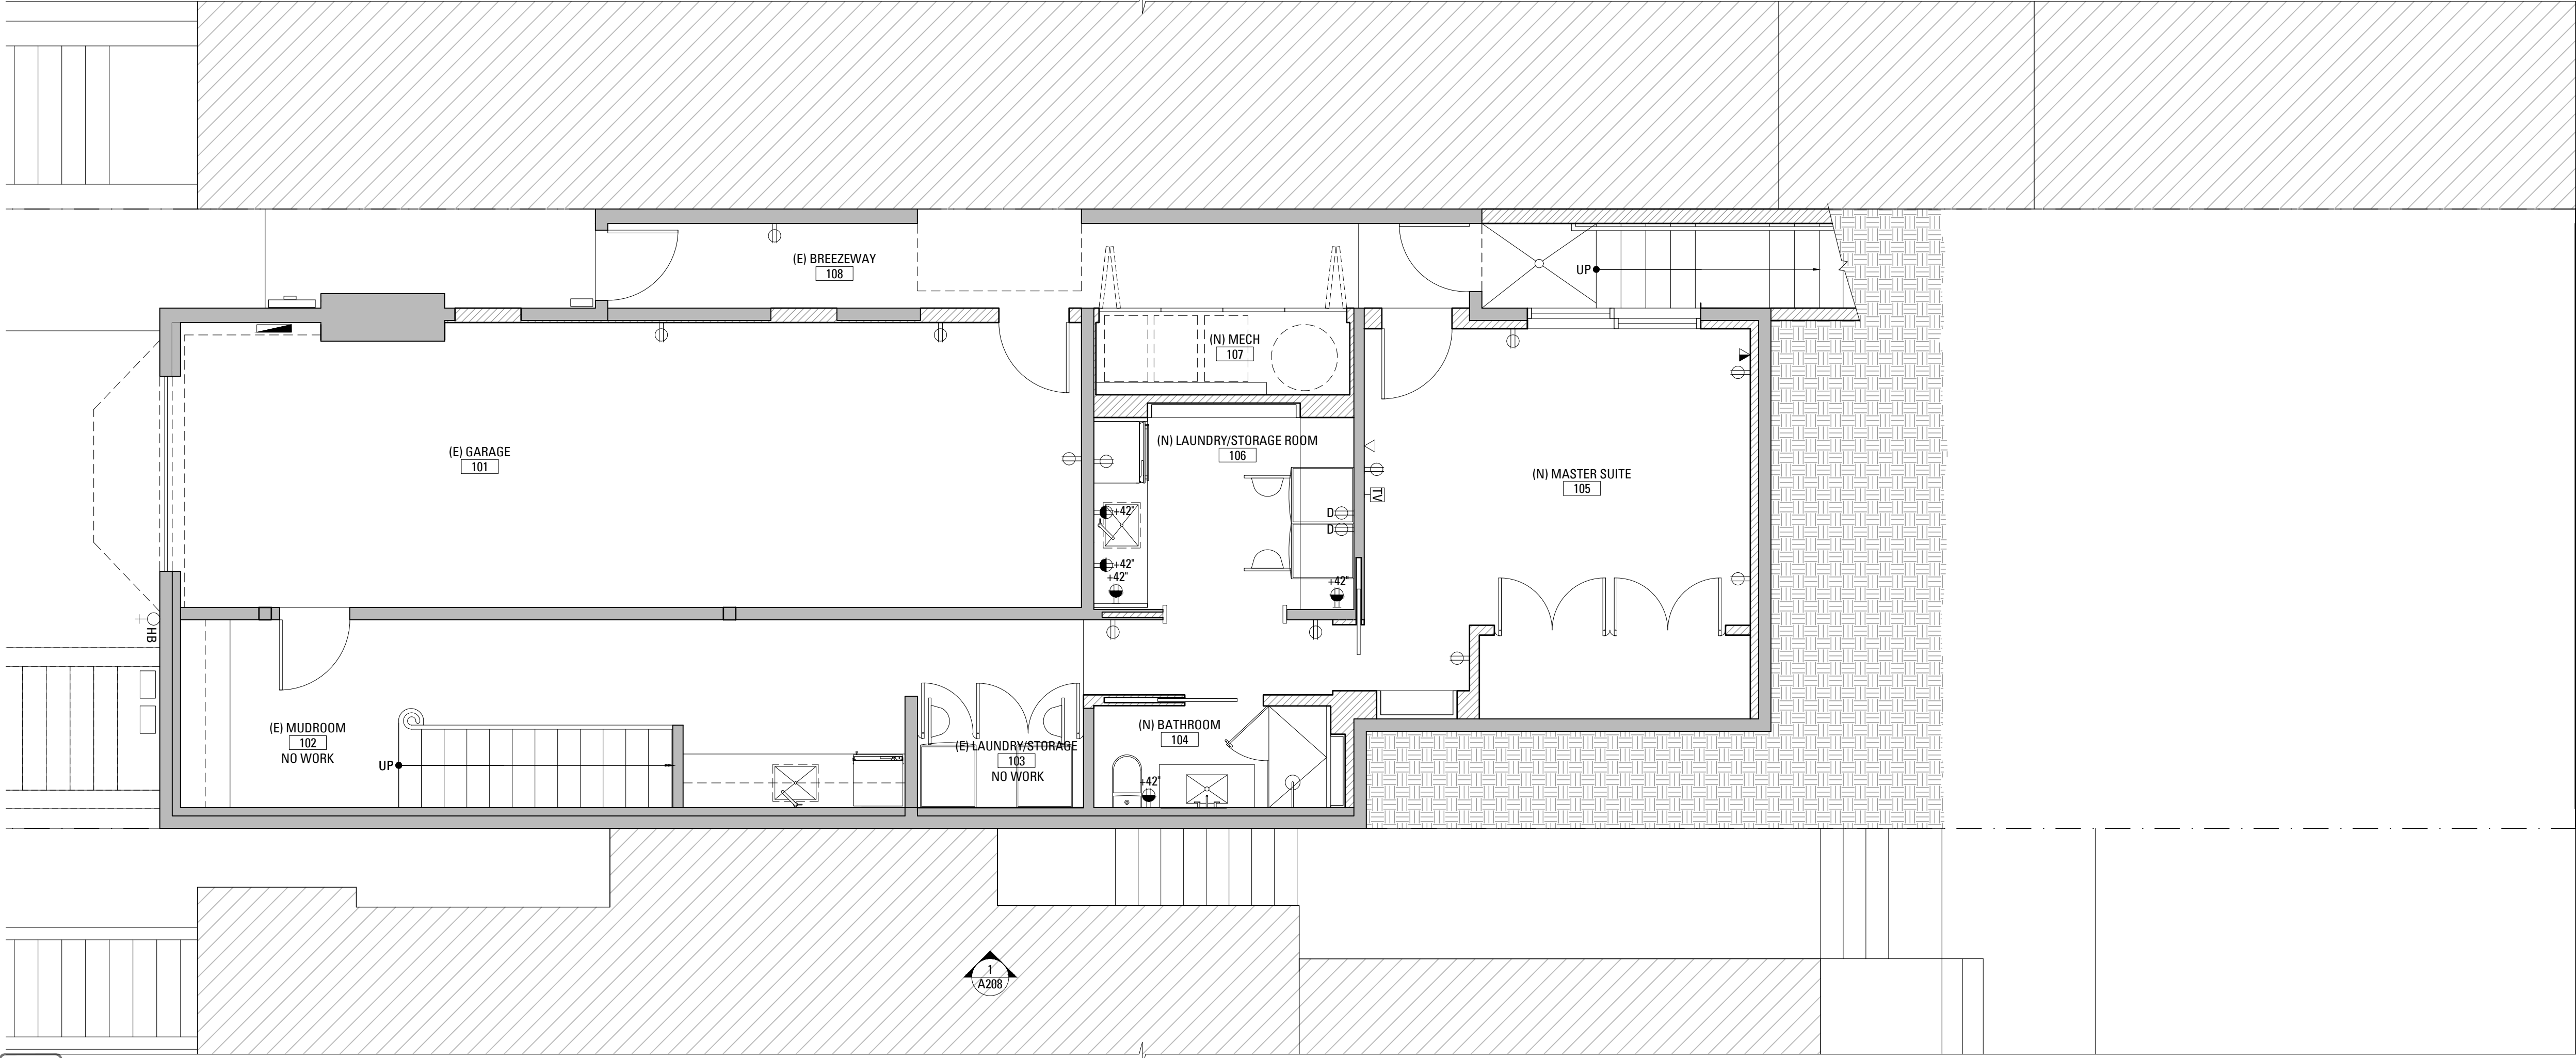 (E) BREEZEWAY
108
UP
(N) MECH
107
(E) GARAGE
101
(N) LAUNDRY/STORAGE ROOM
106
(N) MASTER SUITE
105
TV
+42"
D
D
+42"
+42"
+42"
HB
(E) MUDROOM
102
NO WORK
UP
(E) LAUNDRY/STORAGE
103
NO WORK
(N) BATHROOM
104
+42"
1
A208